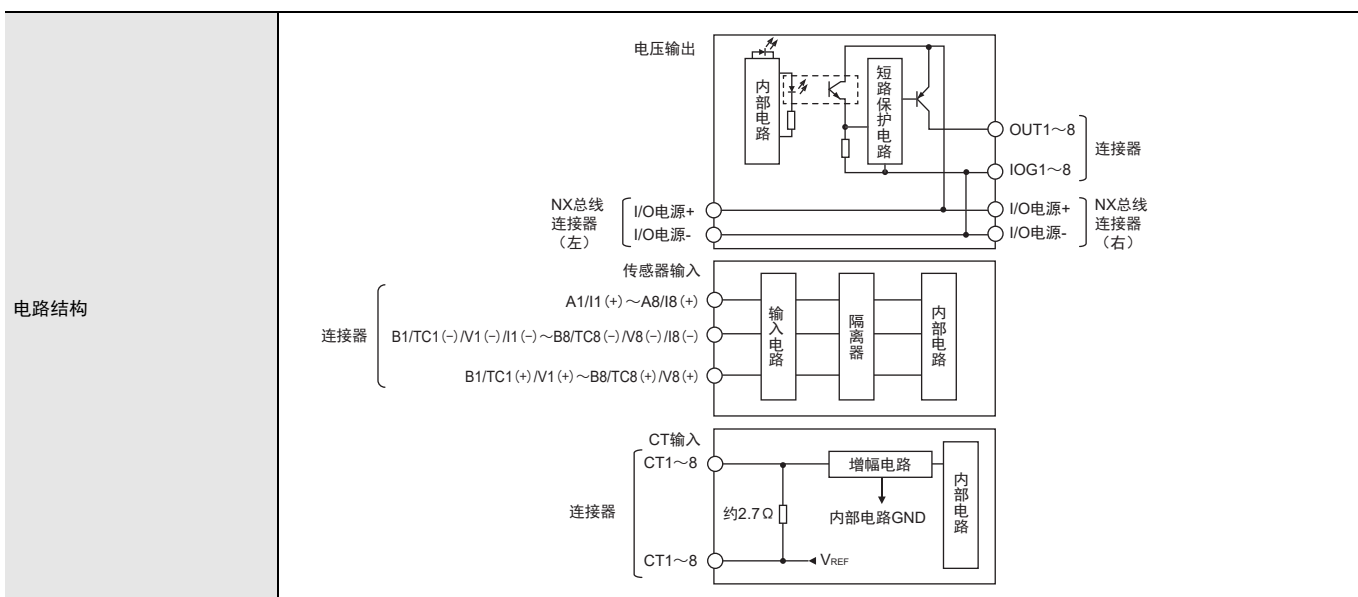 电路结构
电压输出
内部电路
短路保护电路
OUT1～8
IOG1～8
连接器
NX总线
连接器
（左）
I/O电源+
I/O电源-
I/O电源+
I/O电源-
NX总线
连接器
（右）
传感器输入
连接器
A1/I1 (+) ～A8/I8 (+)
B1/TC1 (−) /V1 (−) /I1 (−) ～B8/TC8 (−) /V8 (−) /I8 (−)
B1/TC1 (+) /V1 (+) ～B8/TC8 (+) /V8 (+)
输入电路
隔离器
内部电路
CT输入
连接器
CT1～8
CT1～8
约2.7Ω
增幅电路
内部电路GND
VREF
内部电路